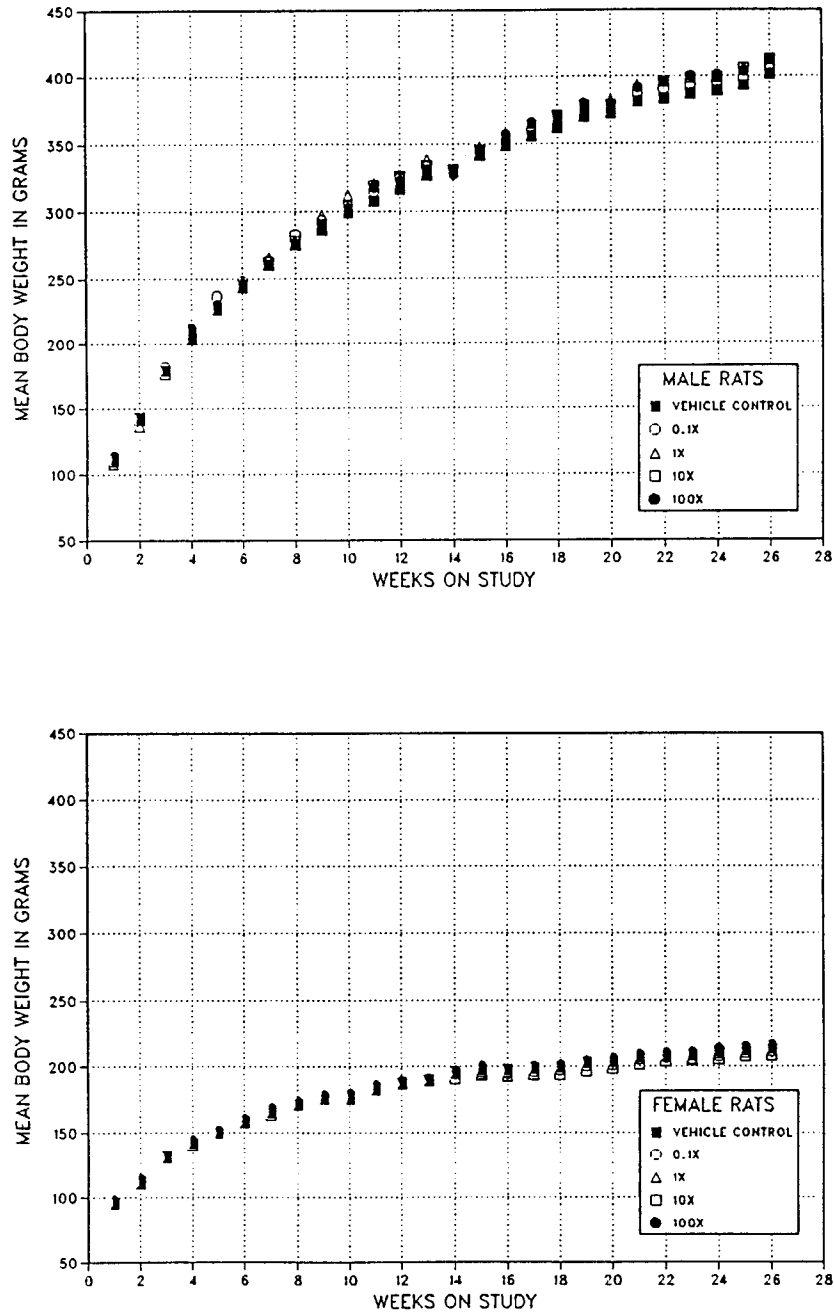 450
400
350
300
250
200
150
100
50
MEAN BODY WEIGHT IN GRAMS
MALE RATS
VEHICLE CONTROL
0.1X
1X
10X
100X
0 2 4 6 8 10 12 14 16 18 20 22 24 26 28
WEEKS ON STUDY
450
400
350
300
250
200
150
100
50
MEAN BODY WEIGHT IN GRAMS
FEMALE RATS
VEHICLE CONTROL
0.1X
1X
10X
100X
0 2 4 6 8 10 12 14 16 18 20 22 24 26 28
WEEKS ON STUDY